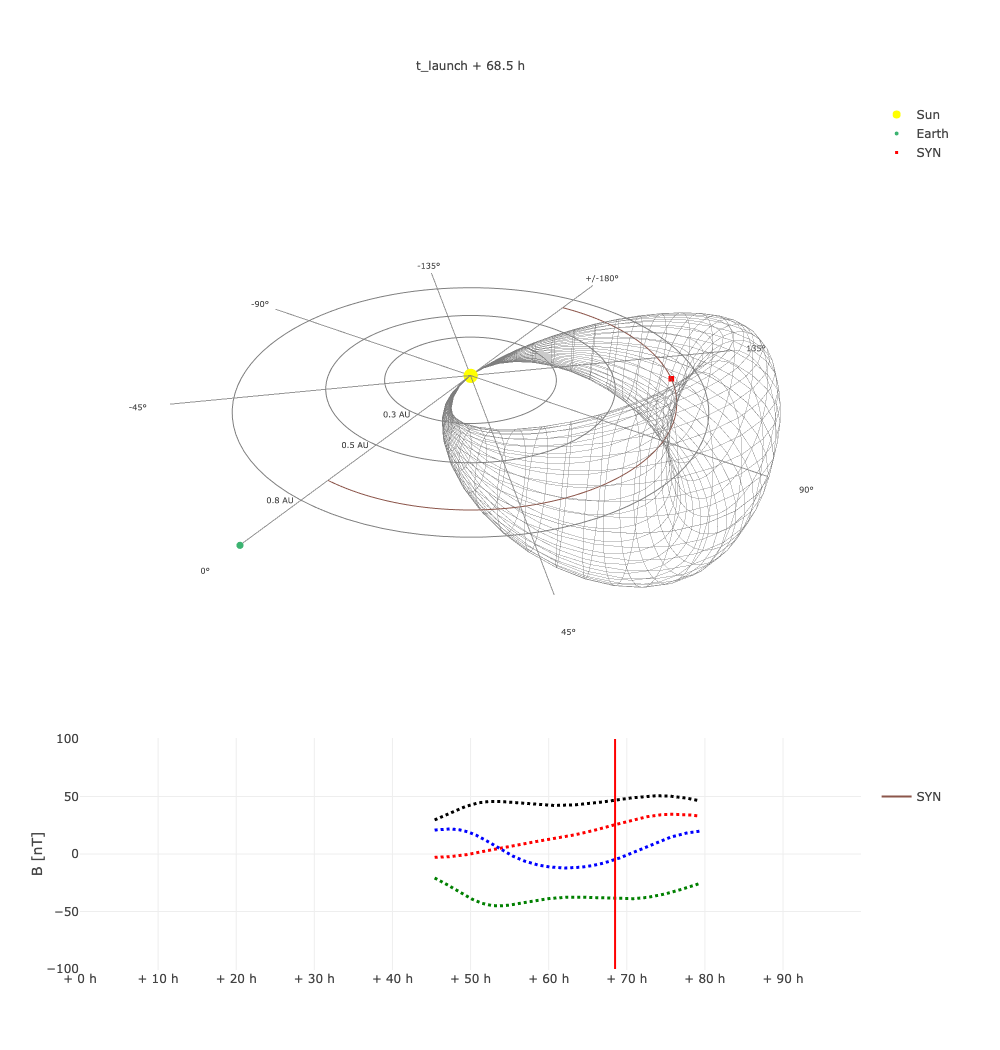 t_launch + 68.5 h
Sun
Earth
SYN
-135°
+/-180°
-90°
135°
-45°
0.3 AU
0.5 AU
90°
0.8 AU
0°
45°
100
50
0
−50
−100
B [nT]
SYN
+ 0 h
+ 10 h
+ 20 h
+ 30 h
+ 40 h
+ 50 h
+ 60 h
+ 70 h
+ 80 h
+ 90 h